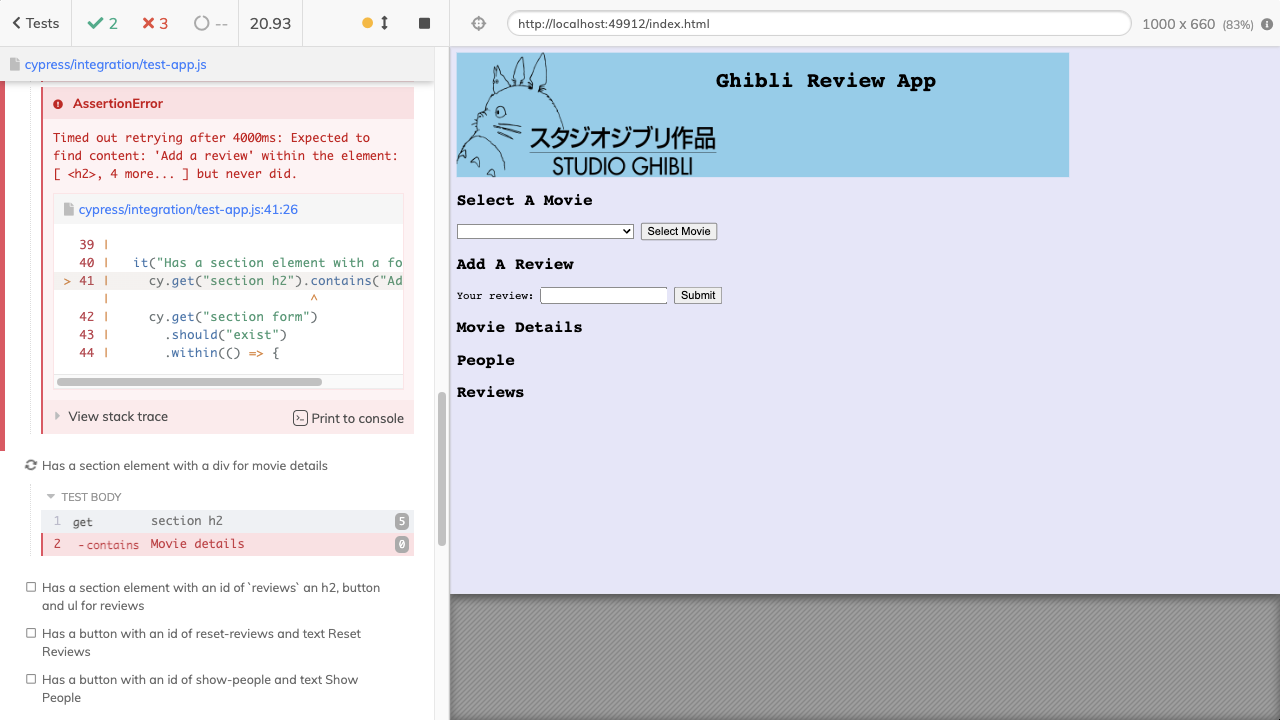 Tests
2
3
--
20.93
http://localhost:49912/index.html
1000 x 660 (83%)
cypress/integration/test-app.js
AssertionError
Timed out retrying after 4000ms: Expected to
find content: 'Add a review' within the element:
[ <h2>, 4 more... ] but never did.
cypress/integration/test-app.js:41:26
39 |
40 | it("Has a section element with a fo
> 41 | cy.get("section h2").contains("Ad
| ^
42 | cy.get("section form")
43 | .should("exist")
44 | .within(() => {
View stack trace
Print to console
Has a section element with a div for movie details
TEST BODY
1 get section h2 5
2 -contains Movie details 0
Has a section element with an id of `reviews` an h2, button
and ul for reviews
Has a button with an id of reset-reviews and text Reset
Reviews
Has a button with an id of show-people and text Show
People
Ghibli Review App
スタジオジブリ作品
STUDIO GHIBLI
Select A Movie
Select Movie
Add A Review
Your review:
Submit
Movie Details
People
Reviews